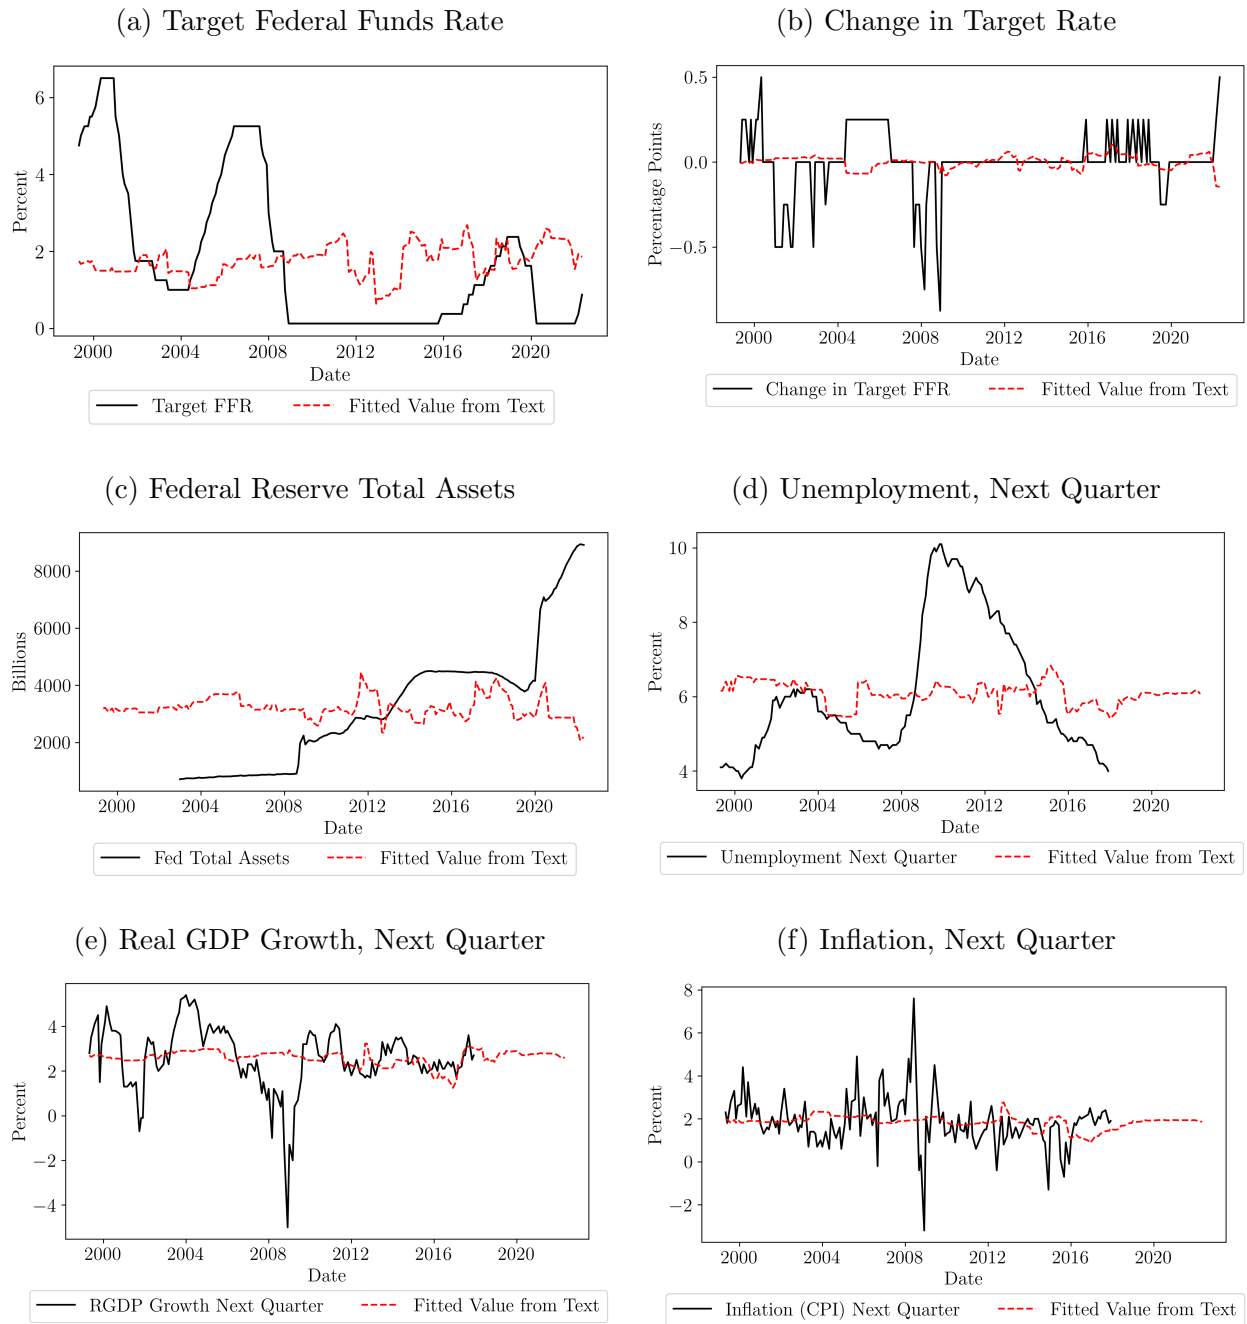 (a) Target Federal Funds Rate
6
4
2
0
Percent
2000 2004 2008 2012 2016 2020
Date
Target FFR Fitted Value from Text
(b) Change in Target Rate
0.5
0.0
−0.5
Percentage Points
2000 2004 2008 2012 2016 2020
Date
Change in Target FFR Fitted Value from Text
(c) Federal Reserve Total Assets
8000
6000
4000
2000
Billions
2000 2004 2008 2012 2016 2020
Date
Fed Total Assets Fitted Value from Text
(d) Unemployment, Next Quarter
10
8
6
4
Percent
2000 2004 2008 2012 2016 2020
Date
Unemployment Next Quarter Fitted Value from Text
(e) Real GDP Growth, Next Quarter
4
2
0
−2
−4
Percent
2000 2004 2008 2012 2016 2020
Date
RGDP Growth Next Quarter Fitted Value from Text
(f) Inflation, Next Quarter
8
6
4
2
0
−2
Percent
2000 2004 2008 2012 2016 2020
Date
Inflation (CPI) Next Quarter Fitted Value from Text